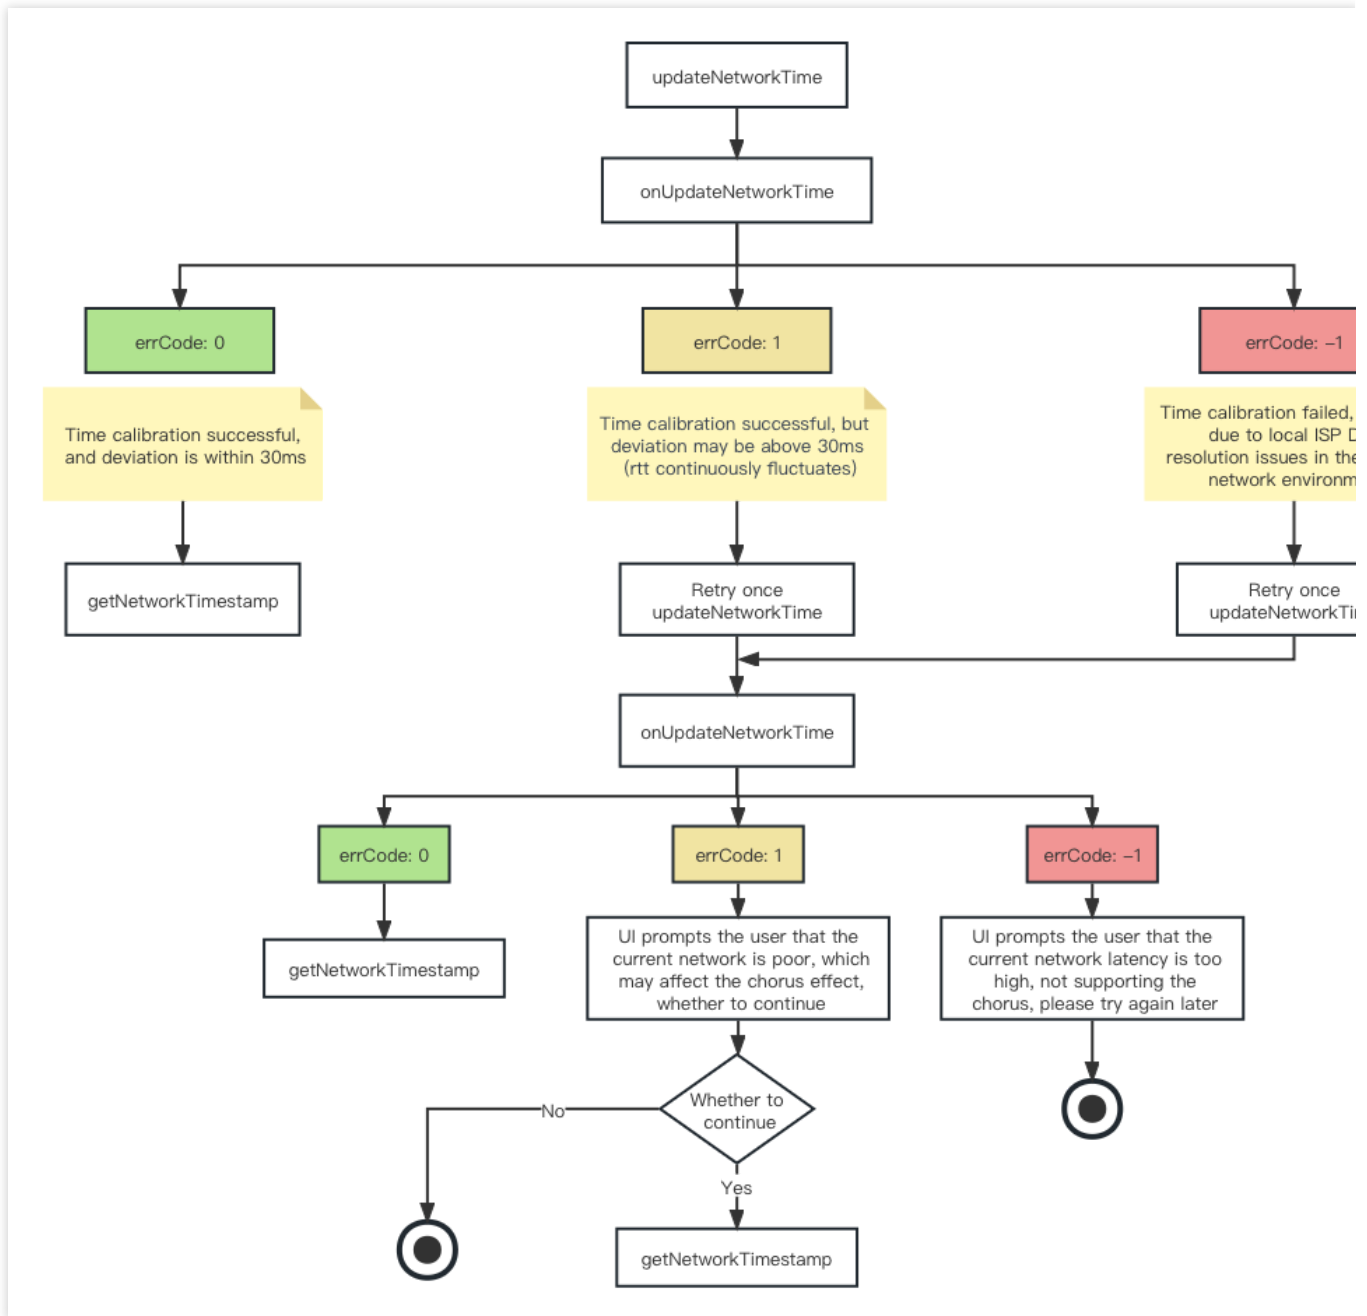 updateNetworkTime
onUpdateNetworkTime
errCode: 0
errCode: 1
errCode: -1
Time calibration successful,
and deviation is within 30ms
Time calibration successful, but
deviation may be above 30ms
(rtt continuously fluctuates)
Time calibration failed,
due to local ISP
resolution issues in the
network
getNetworkTimestamp
Retry once
updateNetworkTime
Retry once
onUpdateNetworkTime
errCode: 0
errCode: 1
errCode: -1
getNetworkTimestamp
UI prompts the user that the
current network is poor, which
may affect the chorus effect,
whether to continue
UI prompts the user that the
current network latency is too
high, not supporting the
chorus, please try again later
Whether to
continue
No
Yes
getNetworkTimestamp